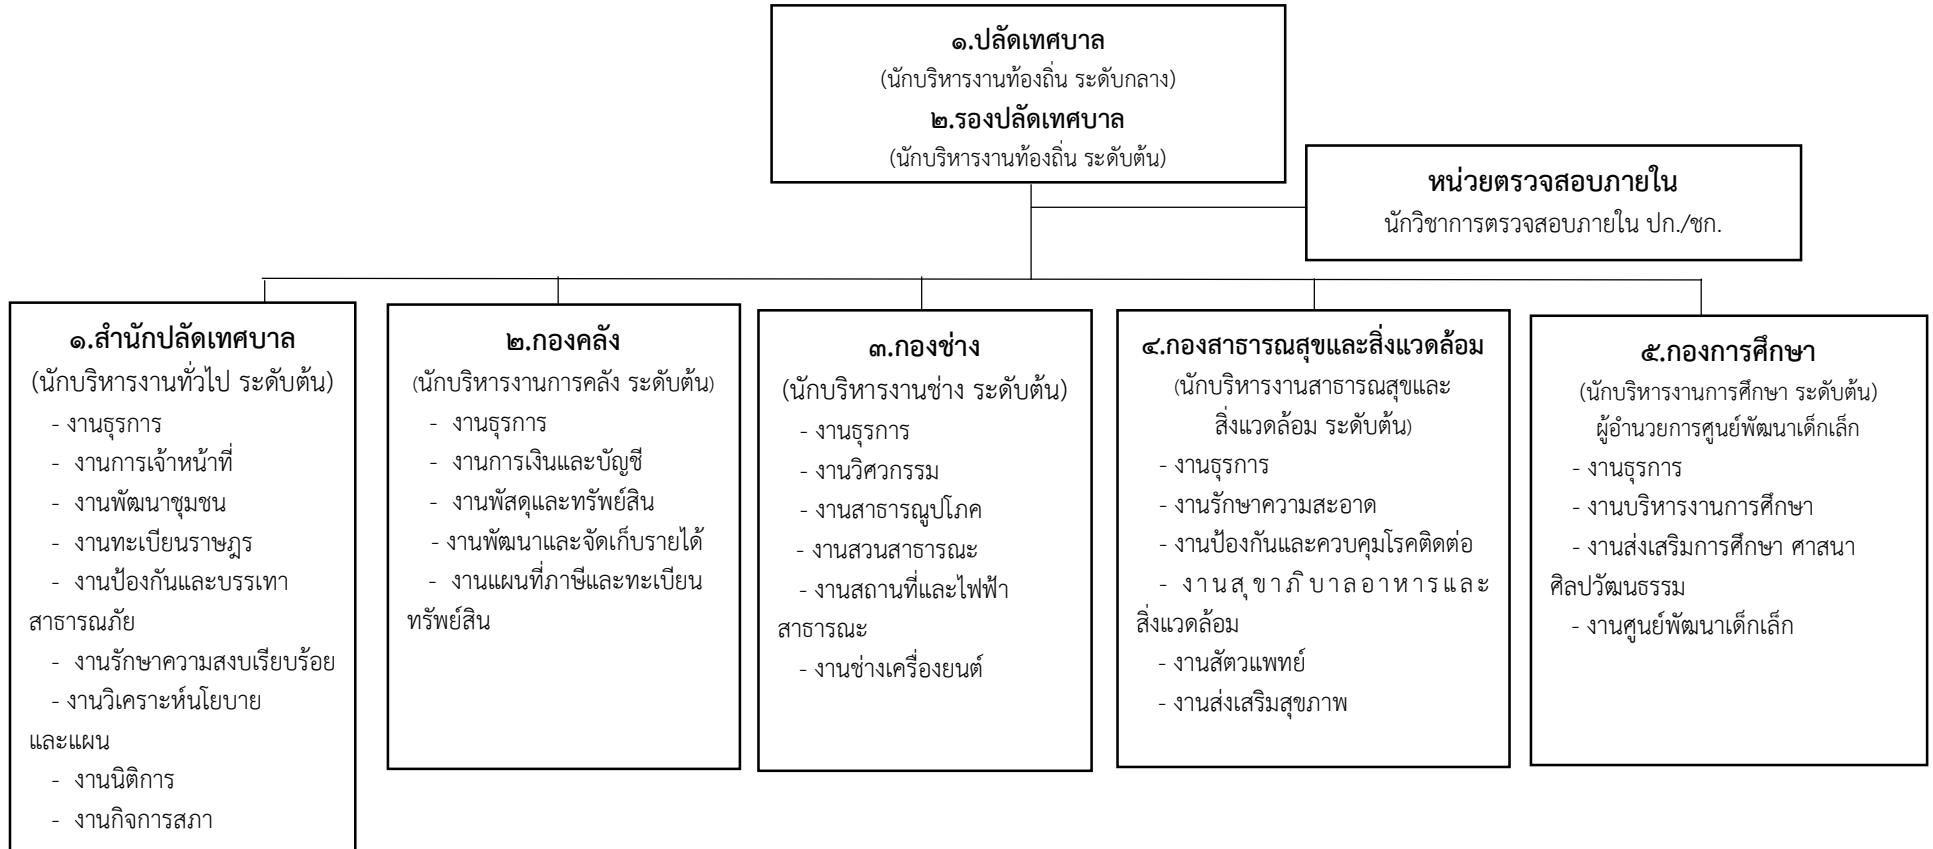 ๑.ปลัดเทศบาล
(นักบริหารงานท้องถิ่น ระดับกลาง)
๒.รองปลัดเทศบาล
(นักบริหารงานท้องถิ่น ระดับต้น)
หน่วยตรวจสอบภายใน
นักวิชาการตรวจสอบภายใน ปก./ชก.
๑.สำนักปลัดเทศบาล
(นักบริหารงานทั่วไป ระดับต้น)
- งานธุรการ
- งานการเจ้าหน้าที่
- งานพัฒนาชุมชน
- งานทะเบียนราษฎร
- งานป้องกันและบรรเทา
สาธารณภัย
- งานรักษาความสงบเรียบร้อย
- งานวิเคราะห์นโยบาย
และแผน
- งานนิติการ
- งานกิจการสภา
๒.กองคลัง
(นักบริหารงานการคลัง ระดับต้น)
- งานธุรการ
- งานการเงินและบัญชี
- งานพัสดุและทรัพย์สิน
- งานพัฒนาและจัดเก็บรายได้
- งานแผนที่ภาษีและทะเบียน
ทรัพย์สิน
๓.กองช่าง
(นักบริหารงานช่าง ระดับต้น)
- งานธุรการ
- งานวิศวกรรม
- งานสาธารณูปโภค
- งานสวนสาธารณะ
- งานสถานที่และไฟฟ้า
สาธารณะ
- งานช่างเครื่องยนต์
๔.กองสาธารณสุขและสิ่งแวดล้อม
(นักบริหารงานสาธารณสุขและ
สิ่งแวดล้อม ระดับต้น)
- งานธุรการ
- งานรักษาความสะอาด
- งานป้องกันและควบคุมโรคติดต่อ
- งานสุขาภิบาลอาหารและ
สิ่งแวดล้อม
- งานสัตวแพทย์
- งานส่งเสริมสุขภาพ
๕.กองการศึกษา
(นักบริหารงานการศึกษา ระดับต้น)
ผู้อำนวยการศูนย์พัฒนาเด็กเล็ก
- งานธุรการ
- งานบริหารงานการศึกษา
- งานส่งเสริมการศึกษา ศาสนา
ศิลปวัฒนธรรม
- งานศูนย์พัฒนาเด็กเล็ก